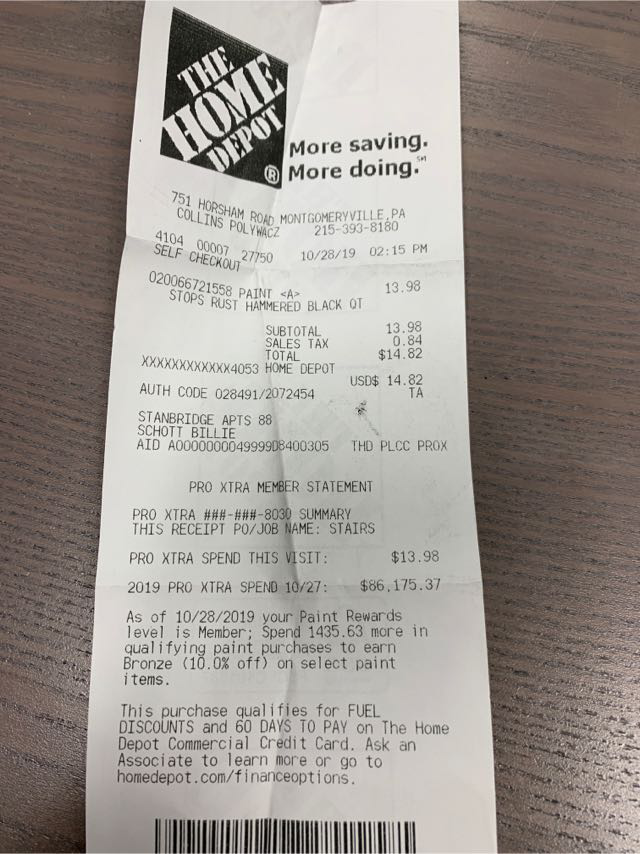 THE
HOME
DEPOT
®
More saving.
More doing.℠
751 HORSHAM ROAD MONTGOMERYVILLE,PA
COLLINS POLYWACZ 215-393-8180
4104 00007 27750 10/28/19 02:15 PM
SELF CHECKOUT
020066721558 PAINT <A> 13.98
STOPS RUST HAMMERED BLACK QT
SUBTOTAL 13.98
SALES TAX 0.84
TOTAL $14.82
XXXXXXXXXXXX4053 HOME DEPOT
USD$ 14.82
AUTH CODE 028491/2072454 TA
STANBRIDGE APTS 88
SCHOTT BILLIE
AID A0000000049999D8400305 THD PLCC PROX
PRO XTRA MEMBER STATEMENT
PRO XTRA ###-###-8030 SUMMARY
THIS RECEIPT PO/JOB NAME: STAIRS
PRO XTRA SPEND THIS VISIT: $13.98
2019 PRO XTRA SPEND 10/27: $86,175.37
As of 10/28/2019 your Paint Rewards
level is Member; Spend 1435.63 more in
qualifying paint purchases to earn
Bronze (10.0% off) on select paint
items.
This purchase qualifies for FUEL
DISCOUNTS and 60 DAYS TO PAY on The Home
Depot Commercial Credit Card. Ask an
Associate to learn more or go to
homedepot.com/financeoptions.